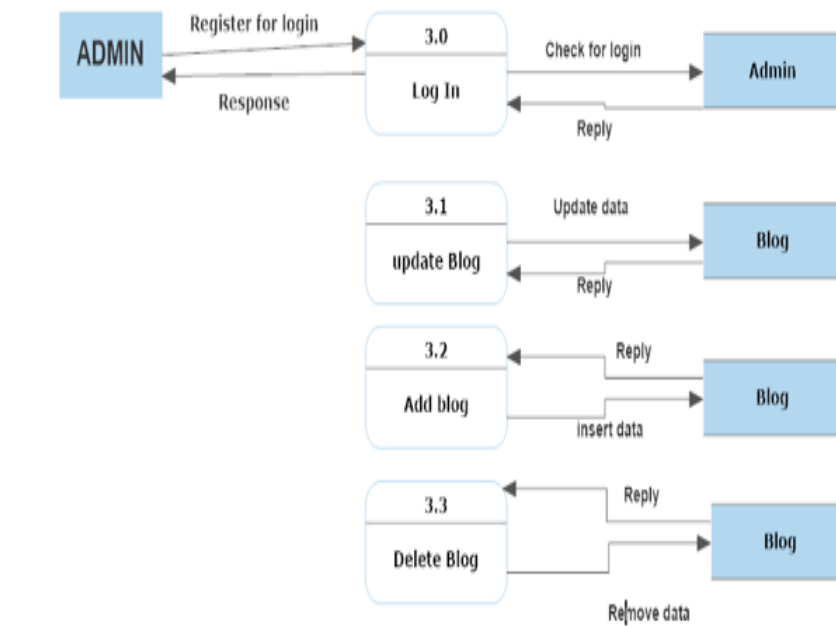 ADMIN
Register for login
Response
3.0
Log In
Check for login
Reply
Admin
3.1
update Blog
Update data
Reply
Blog
3.2
Add blog
Reply
insert data
Blog
3.3
Delete Blog
Reply
Remove data
Blog